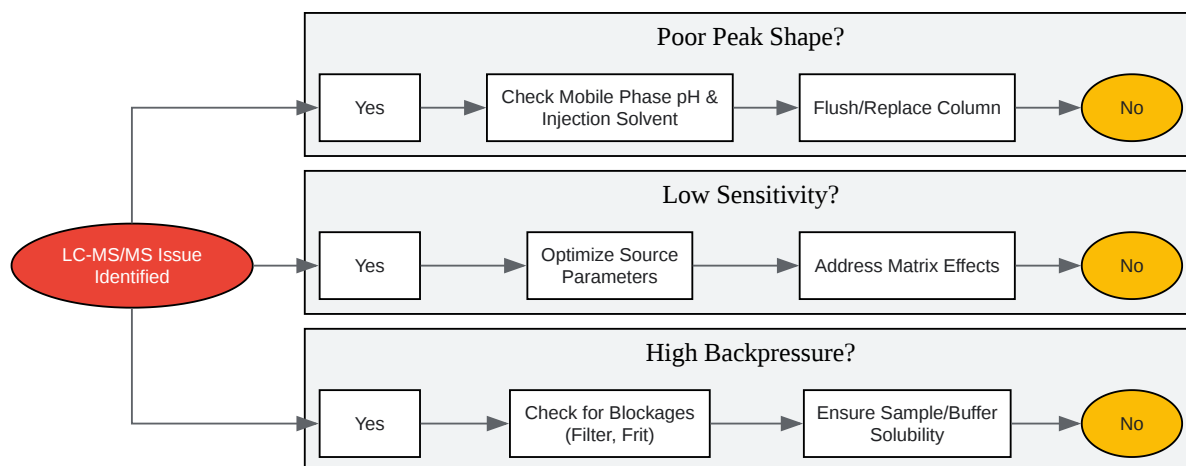 Poor Peak Shape?
Yes
Check Mobile Phase pH &
Injection Solvent
Flush/Replace Column
No
LC-MS/MS Issue
Identified
Low Sensitivity?
Yes
Optimize Source
Parameters
Address Matrix Effects
No
High Backpressure?
Yes
Check for Blockages
(Filter, Frit)
Ensure Sample/Buffer
Solubility
No